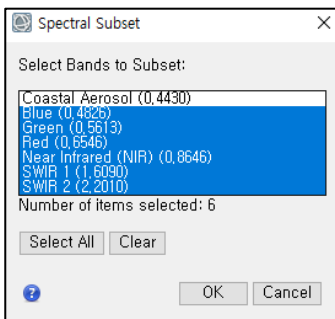 Spectral Subset
Select Bands to Subset:
Coastal Aerosol (0,4430)
Blue (0,4826)
Green (0,5613)
Red (0,6546)
Near Infrared (NIR) (0,8646)
SWIR 1 (1,6090)
SWIR 2 (2,2010)
Number of items selected: 6
Select All Clear
OK Cancel